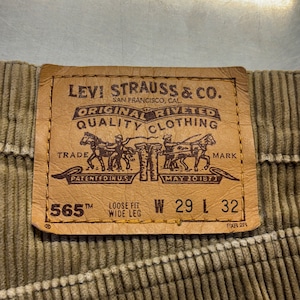 LEVI STRAUSS & CO.
SAN FRANCISCO, CAL.
ORIGINAL RIVETED
QUALITY CLOTHING
TRADE MARK
PATENTED IN U.S. MAY 20 1873
565™ LOOSE FIT W 29 L 32
WIDE LEG